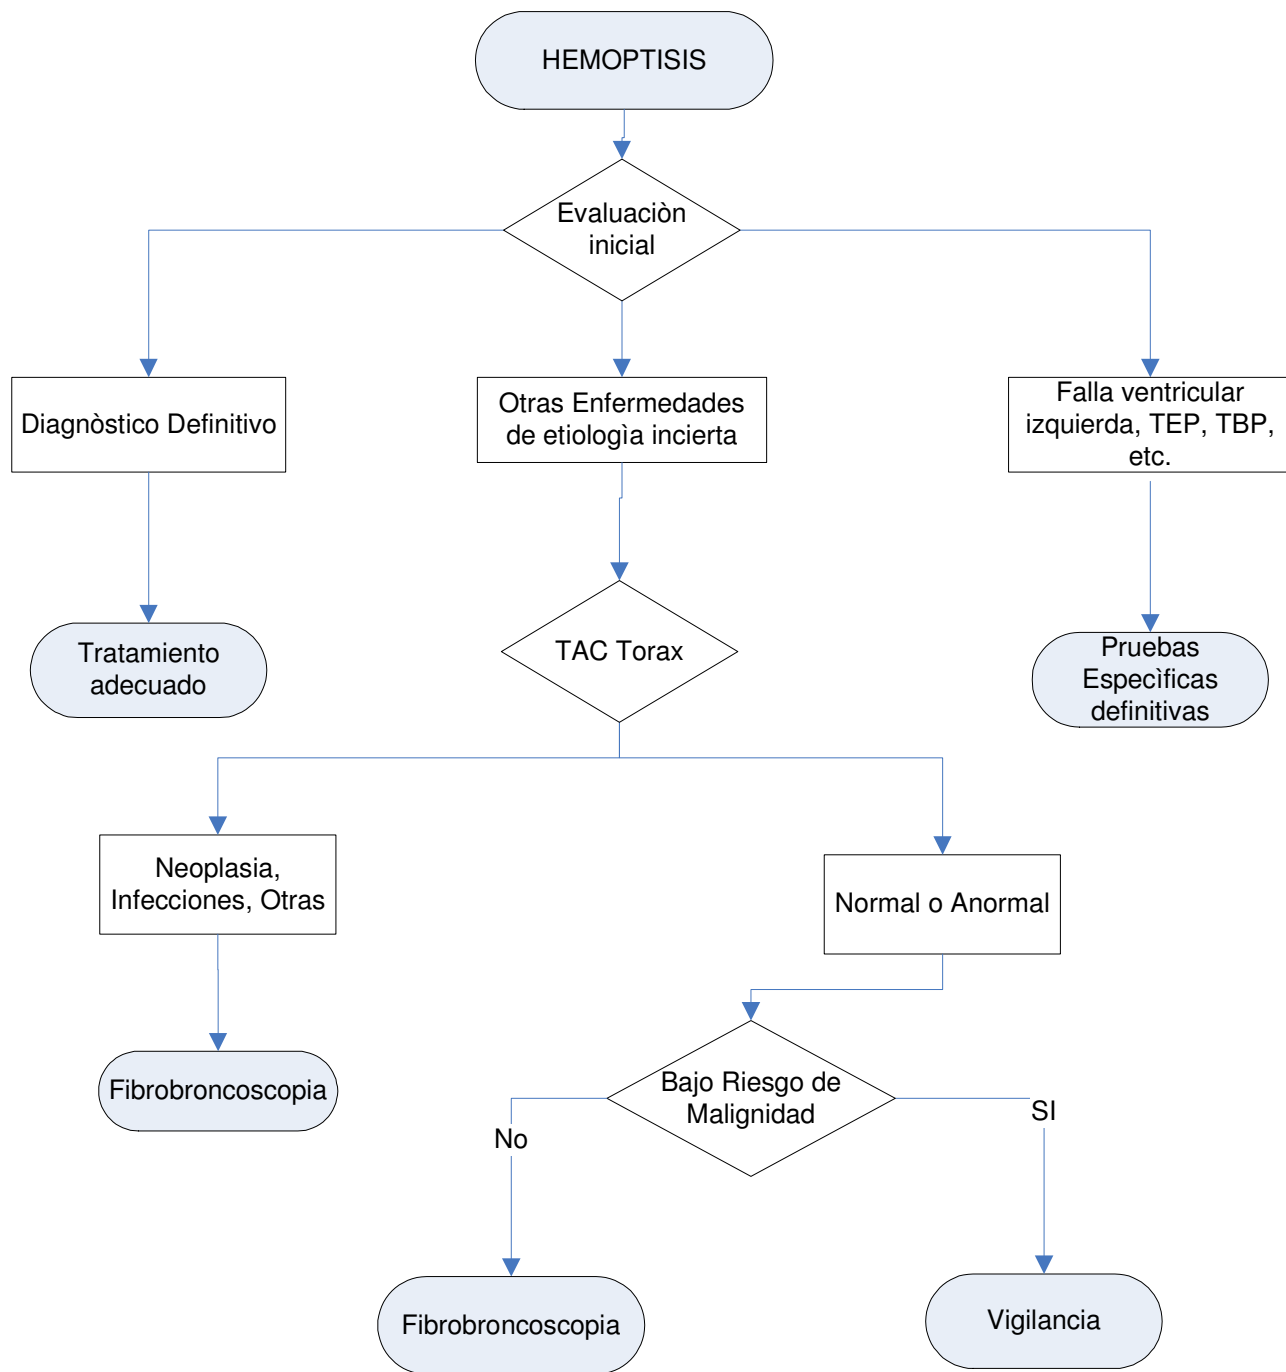 HEMOPTISIS
Evaluaciòn
inicial
Diagnòstico Definitivo
Otras Enfermedades
de etiologìa incierta
Falla ventricular
izquierda, TEP, TBP,
etc.
Tratamiento
adecuado
TAC Torax
Pruebas
Especìficas
definitivas
Neoplasia,
Infecciones, Otras
Normal o Anormal
Fibrobroncoscopia
Bajo Riesgo de
Malignidad
No
SI
Fibrobroncoscopia
Vigilancia